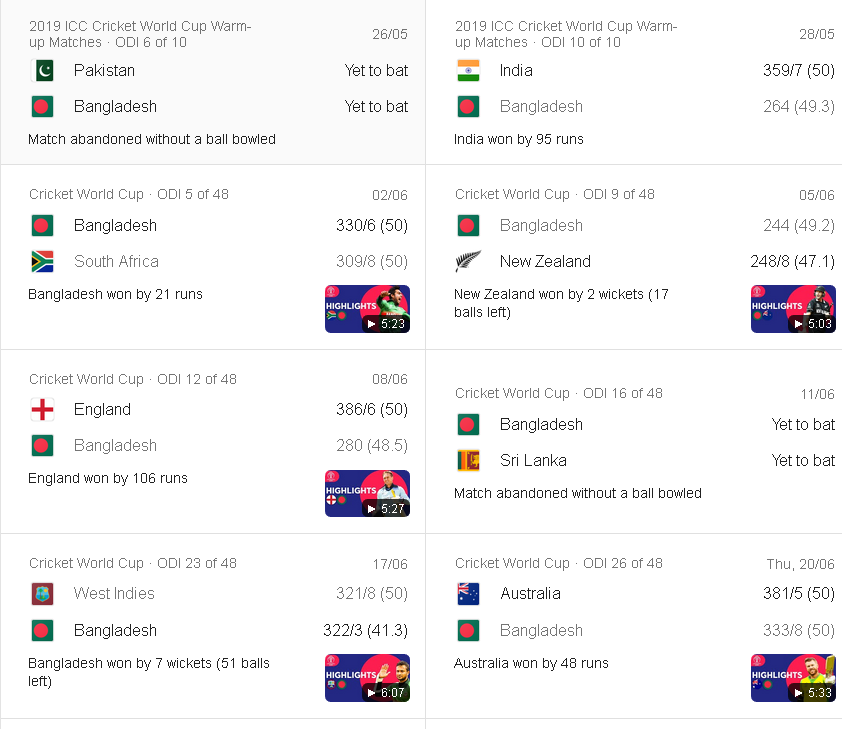 2019 ICC Cricket World Cup Warm-
up Matches · ODI 6 of 10
26/05
Pakistan Yet to bat
Bangladesh Yet to bat
Match abandoned without a ball bowled
2019 ICC Cricket World Cup Warm-
up Matches · ODI 10 of 10
28/05
India 359/7 (50)
Bangladesh 264 (49.3)
India won by 95 runs
Cricket World Cup · ODI 5 of 48 02/06
Bangladesh 330/6 (50)
South Africa 309/8 (50)
Bangladesh won by 21 runs
HIGHLIGHTS
5:23
Cricket World Cup · ODI 9 of 48 05/06
Bangladesh 244 (49.2)
New Zealand 248/8 (47.1)
New Zealand won by 2 wickets (17
balls left)
HIGHLIGHTS
5:03
Cricket World Cup · ODI 12 of 48 08/06
England 386/6 (50)
Bangladesh 280 (48.5)
England won by 106 runs
HIGHLIGHTS
5:27
Cricket World Cup · ODI 16 of 48 11/06
Bangladesh Yet to bat
Sri Lanka Yet to bat
Match abandoned without a ball bowled
Cricket World Cup · ODI 23 of 48 17/06
West Indies 321/8 (50)
Bangladesh 322/3 (41.3)
Bangladesh won by 7 wickets (51 balls
left)
HIGHLIGHTS
6:07
Cricket World Cup · ODI 26 of 48 Thu, 20/06
Australia 381/5 (50)
Bangladesh 333/8 (50)
Australia won by 48 runs
HIGHLIGHTS
5:33